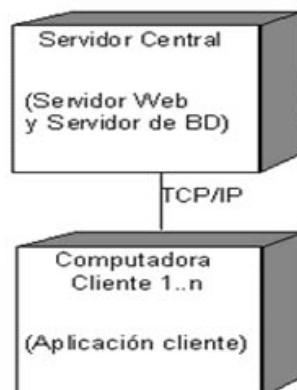 Servidor Central
(Servidor Web
y Servidor de BD)
TCP/IP
Computadora
Cliente 1..n
(Aplicación cliente)